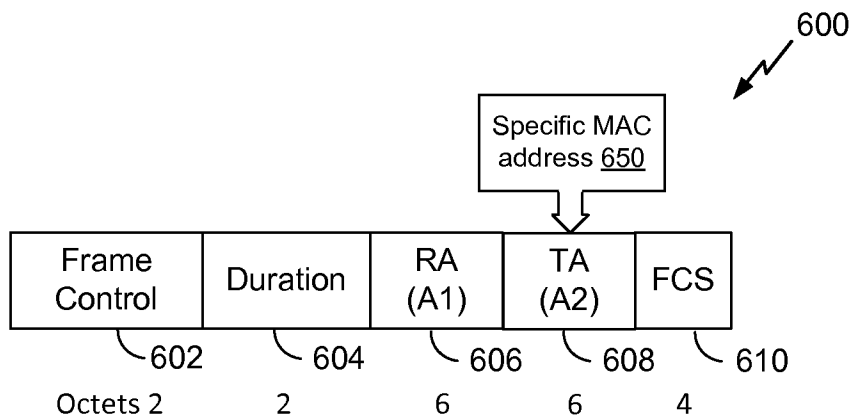 600
Specific MAC
address 650
Frame
Control
Duration
RA
(A1)
TA
(A2)
FCS
602
604
606
608
610
Octets 2
2
6
6
4